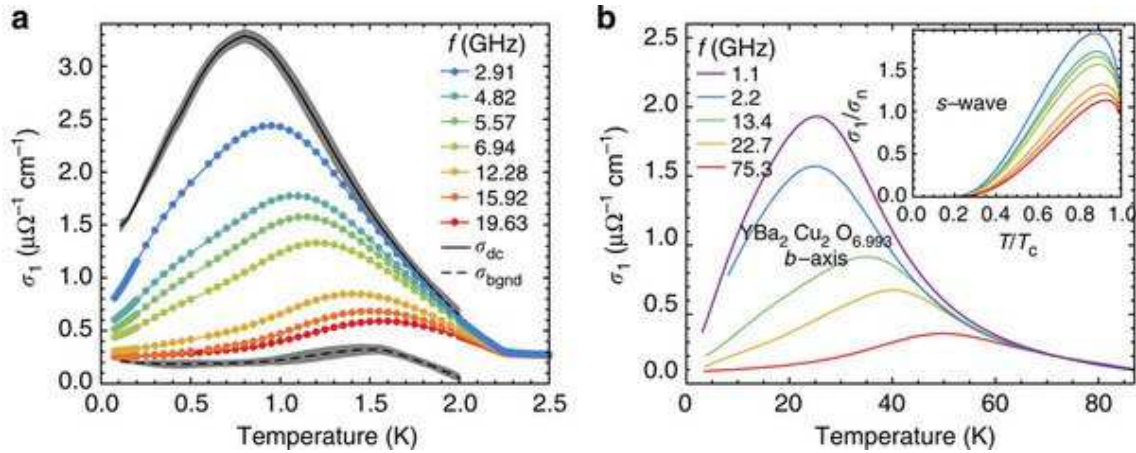 a
f (GHz)
2.91
4.82
5.57
6.94
12.28
15.92
19.63
σdc
σbgnd
σ1 (μΩ−1 cm−1)
3.0
2.5
2.0
1.5
1.0
0.5
0.0
0.0 0.5 1.0 1.5 2.0 2.5
Temperature (K)
b
f (GHz)
1.1
2.2
13.4
22.7
75.3
σ1 (μΩ−1 cm−1)
2.5
2.0
1.5
1.0
0.5
0.0
0 20 40 60 80
Temperature (K)
YBa2 Cu2 O6.993
b–axis
s–wave
σ1/σn
1.5
1.0
0.5
0.0
0.0 0.2 0.4 0.6 0.8 1.0
T/Tc